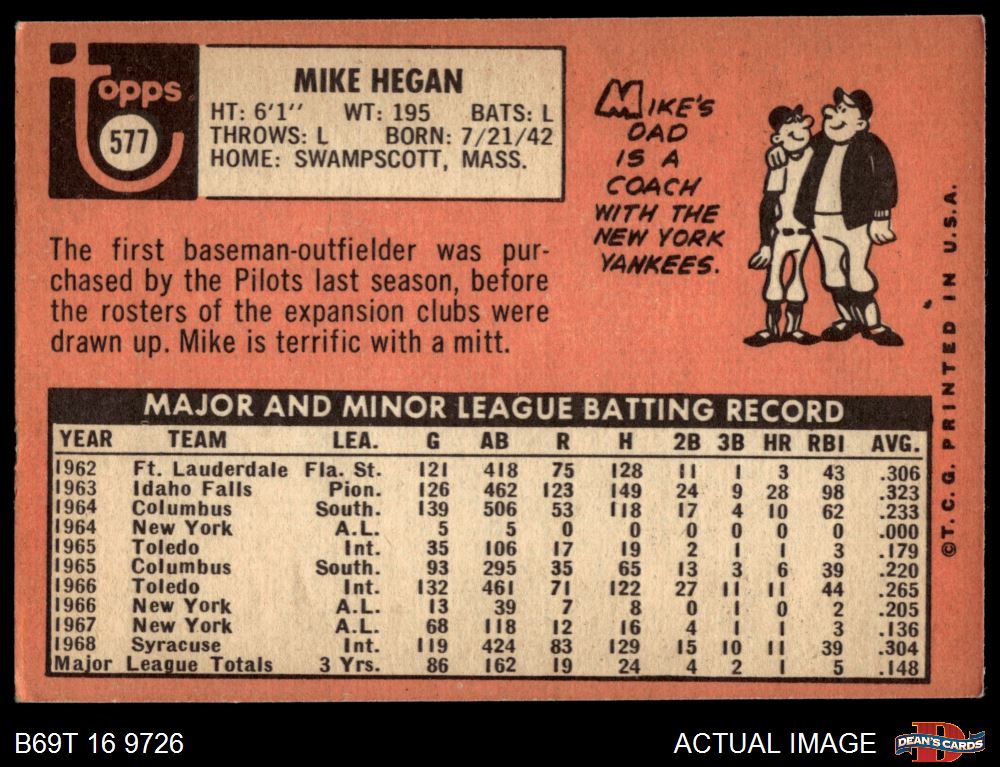 topps
577
MIKE HEGAN
HT: 6'1" WT: 195 BATS: L
THROWS: L BORN: 7/21/42
HOME: SWAMPSCOTT, MASS.
MIKE'S
DAD
IS A
COACH
WITH THE
NEW YORK
YANKEES.
The first baseman-outfielder was pur-
chased by the Pilots last season, before
the rosters of the expansion clubs were
drawn up. Mike is terrific with a mitt.
MAJOR AND MINOR LEAGUE BATTING RECORD
YEAR TEAM LEA. G AB R H 2B 3B HR RBI AVG.
1962 Ft. Lauderdale Fla. St. 121 418 75 128 11 1 3 43 .306
1963 Idaho Falls Pion. 126 462 123 149 24 9 28 98 .323
1964 Columbus South. 139 506 53 118 17 4 10 62 .233
1964 New York A.L. 5 5 0 0 0 0 0 0 .000
1965 Toledo Int. 35 106 17 19 2 1 1 3 .179
1965 Columbus South. 93 295 35 65 13 3 6 39 .220
1966 Toledo Int. 132 461 71 122 27 11 11 44 .265
1966 New York A.L. 13 39 7 8 0 1 0 2 .205
1967 New York A.L. 68 118 12 16 4 1 1 3 .136
1968 Syracuse Int. 119 424 83 129 15 10 11 39 .304
Major League Totals 3 Yrs. 86 162 19 24 4 2 1 5 .148
©T.C.G. PRINTED IN U.S.A.
B69T 16 9726
ACTUAL IMAGE
DEAN'S CARDS